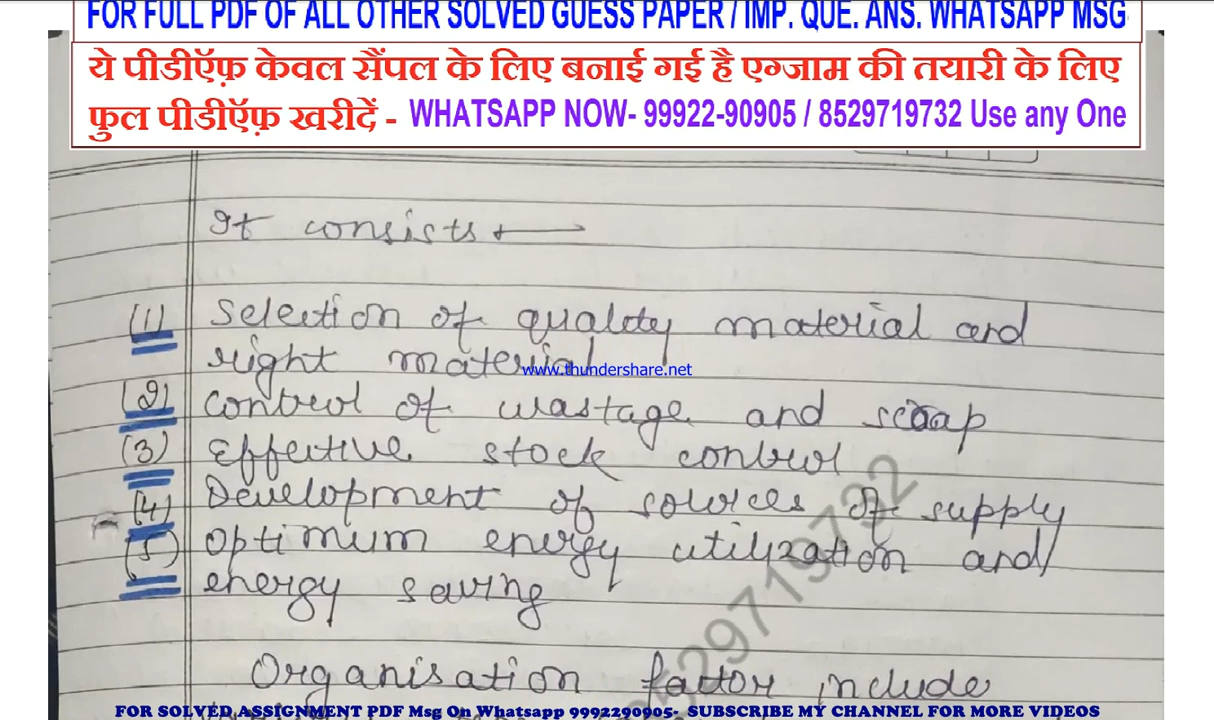 FOR FULL PDF OF ALL OTHER SOLVED GUESS PAPER / IMP. QUE. ANS. WHATSAPP MSG
ये पीडीऍफ़ केवल सैंपल के लिए बनाई गई है एग्जाम की तयारी के लिए
फुल पीडीऍफ़ खरीदें - WHATSAPP NOW- 99922-90905 / 8529719732 Use any One
It consists
(1) Selection of quality material and
right material
www.thundershare.net
(2) control of wastage and scrap
(3) Effective stock control
(4) Development of sources of supply
(5) optimum energy utilization and
energy saving
8529719732
Organisation factor include
FOR SOLVED ASSIGNMENT PDF Msg On Whatsapp 9992290905- SUBSCRIBE MY CHANNEL FOR MORE VIDEOS